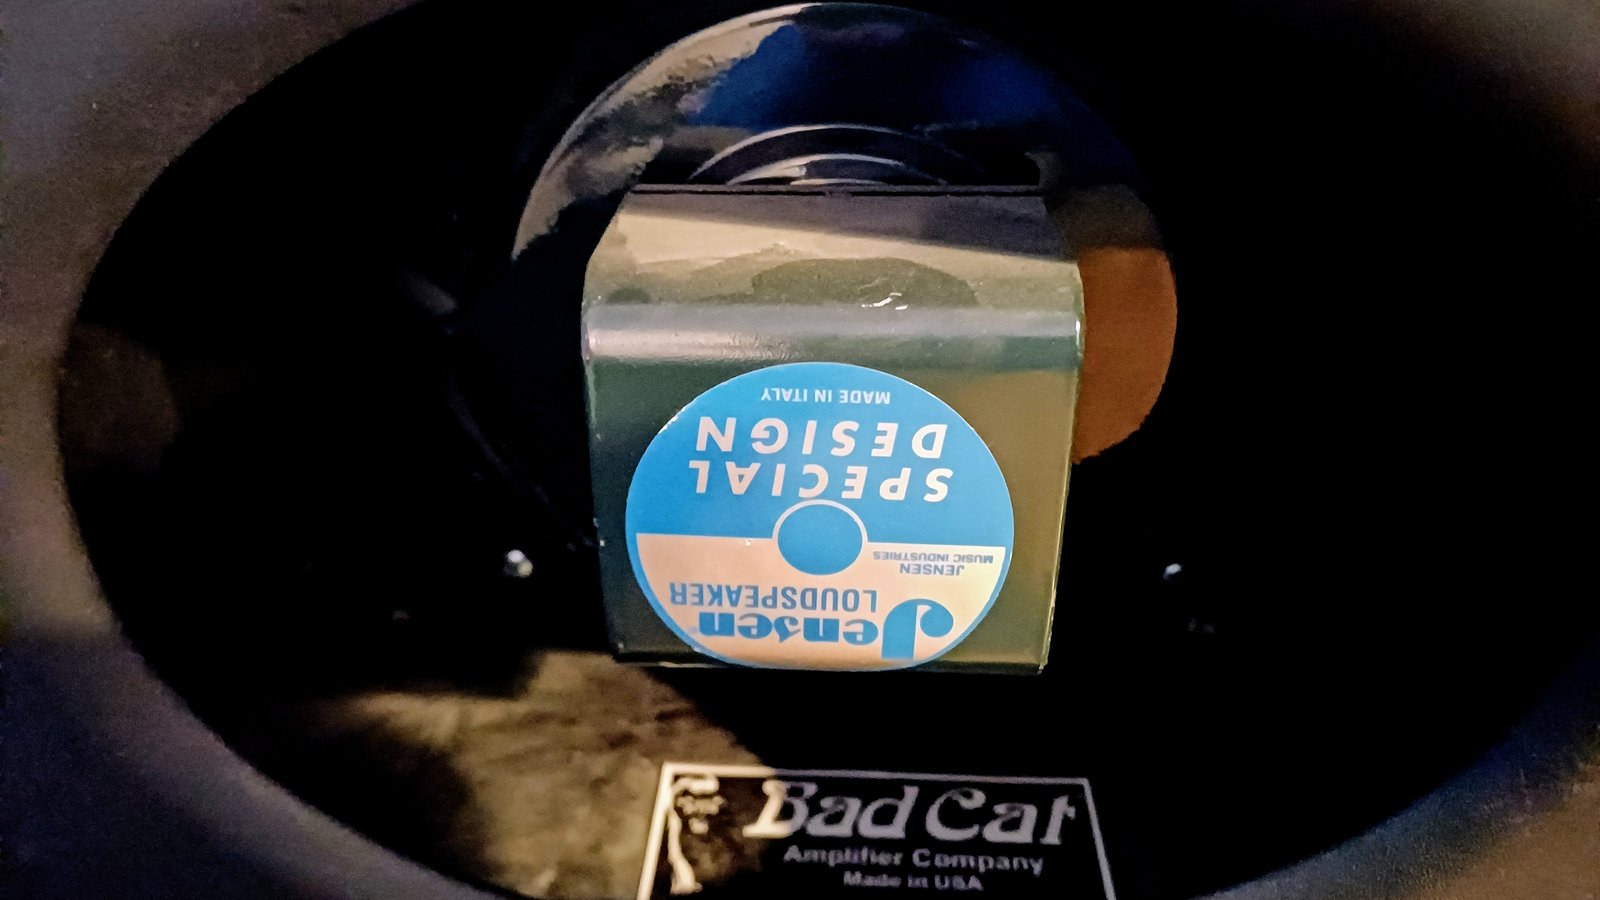 Jensen
LOUDSPEAKER
JENSEN
MUSIC INDUSTRIES
SPECIAL
DESIGN
MADE IN ITALY
Bad Cat
Amplifier Company
Made in USA